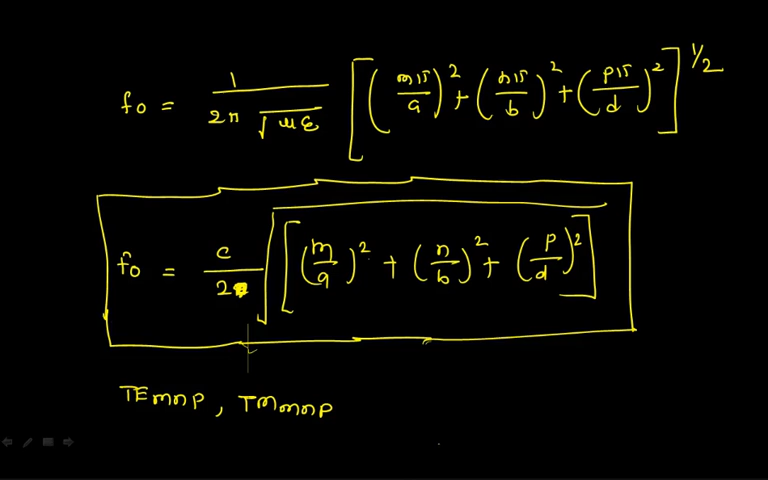 f0 = 1 / 2π √με [ (mπ/a)² + (nπ/b)² + (pπ/d)² ]^1/2
f0 = c / 2 √[ (m/a)² + (n/b)² + (p/d)² ]
TEmnp , TMmnp